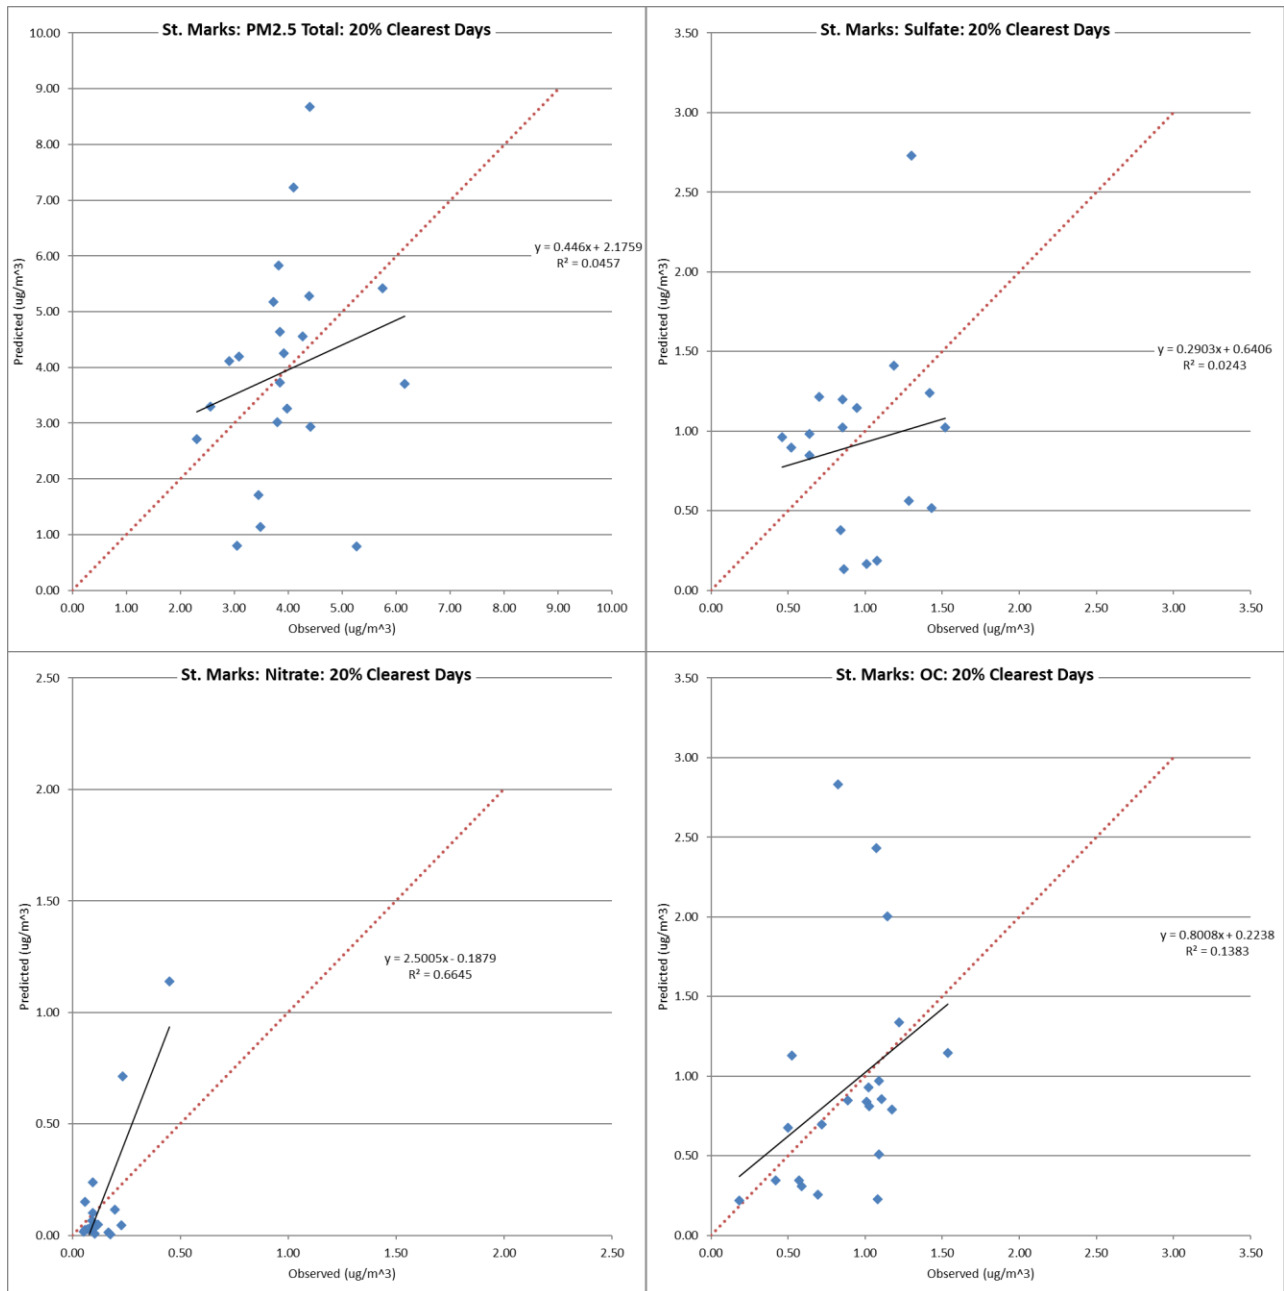 St. Marks: PM2.5 Total: 20% Clearest Days
10.00
9.00
8.00
7.00
6.00
5.00
4.00
3.00
2.00
1.00
0.00
Predicted (ug/m^3)
y = 0.446x + 2.1759
R² = 0.0457
0.00 1.00 2.00 3.00 4.00 5.00 6.00 7.00 8.00 9.00 10.00
Observed (ug/m^3)
St. Marks: Sulfate: 20% Clearest Days
3.50
3.00
2.50
2.00
1.50
1.00
0.50
0.00
Predicted (ug/m^3)
y = 0.2903x + 0.6406
R² = 0.0243
0.00 0.50 1.00 1.50 2.00 2.50 3.00 3.50
Observed (ug/m^3)
St. Marks: Nitrate: 20% Clearest Days
2.50
2.00
1.50
1.00
0.50
0.00
Predicted (ug/m^3)
y = 2.5005x - 0.1879
R² = 0.6645
0.00 0.50 1.00 1.50 2.00 2.50
Observed (ug/m^3)
St. Marks: OC: 20% Clearest Days
3.50
3.00
2.50
2.00
1.50
1.00
0.50
0.00
Predicted (ug/m^3)
y = 0.8008x + 0.2238
R² = 0.1383
0.00 0.50 1.00 1.50 2.00 2.50 3.00 3.50
Observed (ug/m^3)